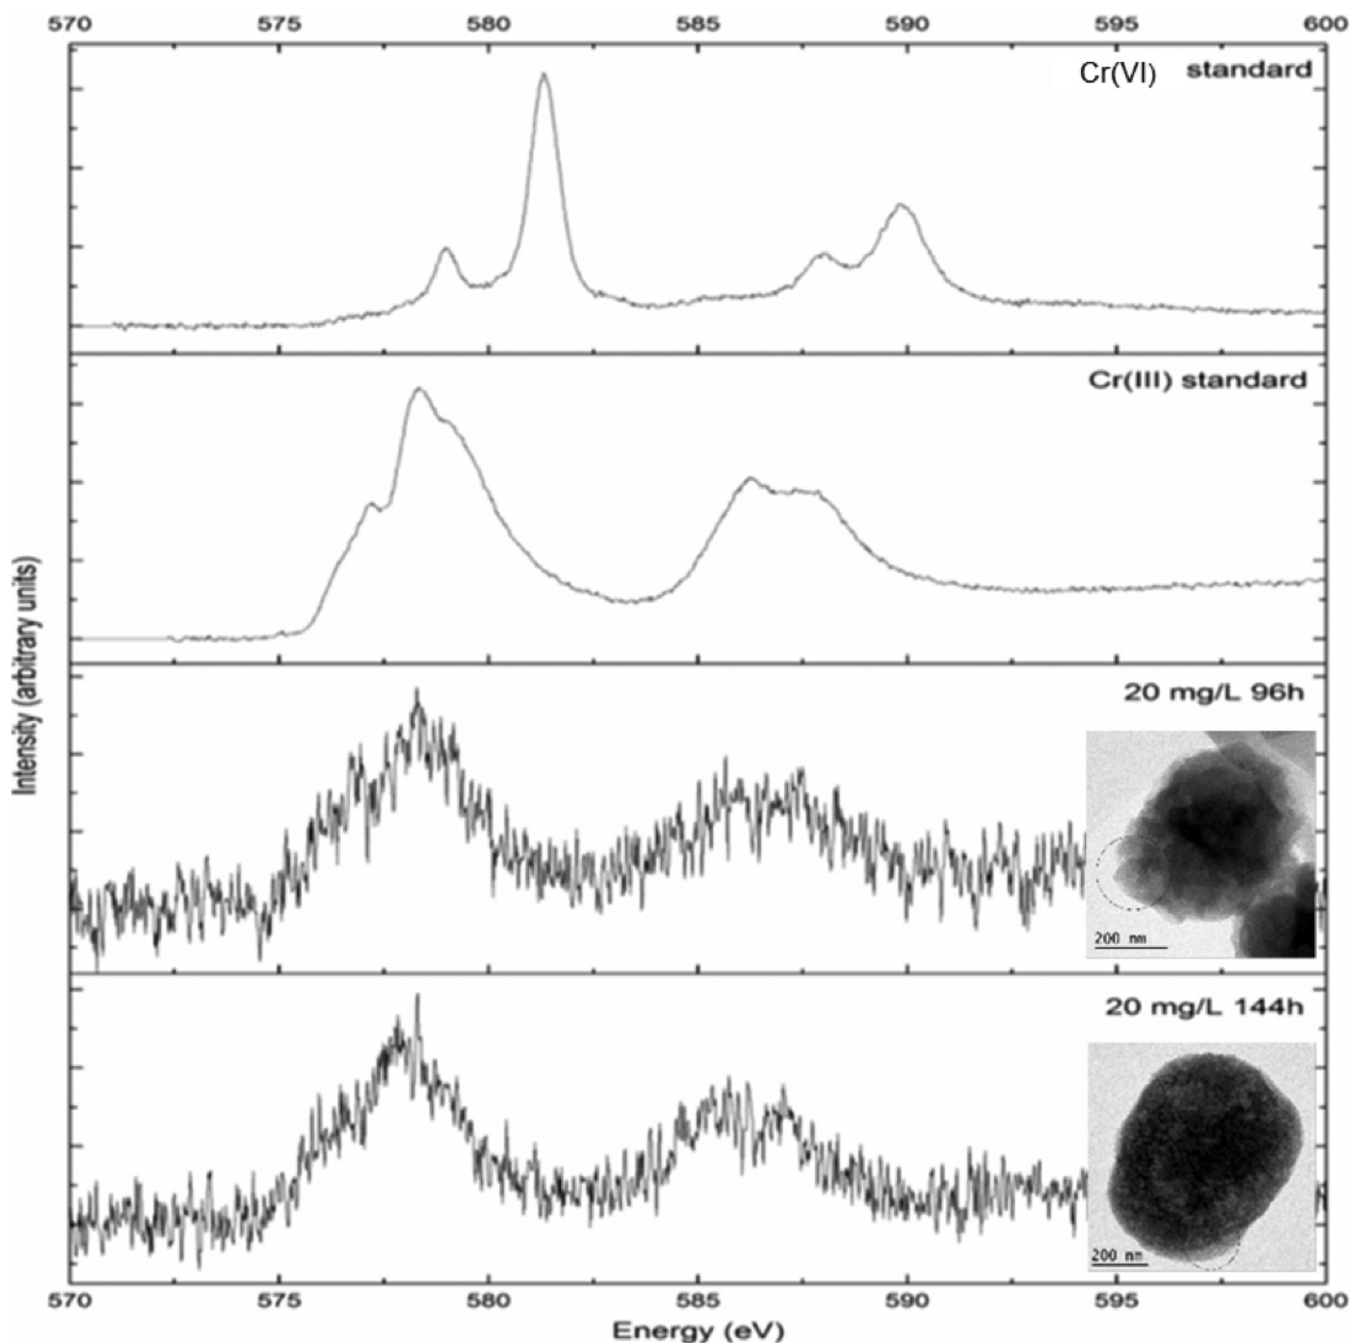 570 575 580 585 590 595 600
Cr(VI) standard
Cr(III) standard
Intensity (arbitrary units)
20 mg/L 96h
200 nm
20 mg/L 144h
200 nm
570 575 580 585 590 595 600
Energy (eV)